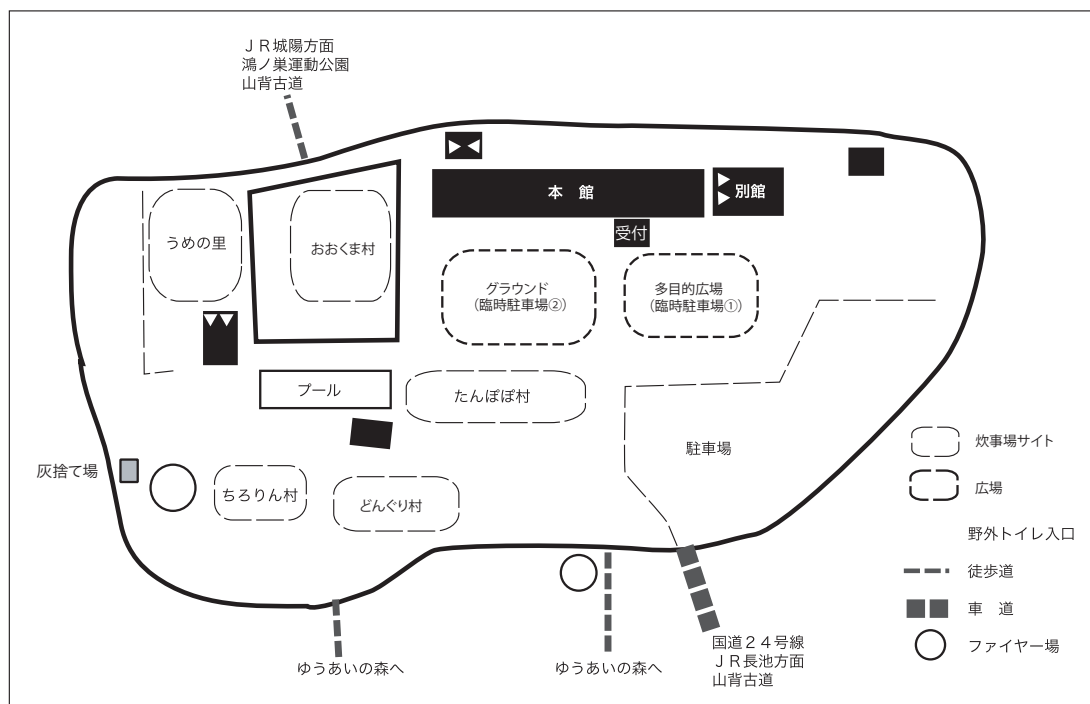 ＪＲ城陽方面
鴻ノ巣運動公園
山背古道
本　館
別館
受付
うめの里
おおくま村
グラウンド
（臨時駐車場②）
多目的広場
（臨時駐車場①）
プール
たんぽぽ村
駐車場
灰捨て場
ちろりん村
どんぐり村
炊事場サイト
広場
野外トイレ入口
徒歩道
車　道
ファイヤー場
ゆうあいの森へ
ゆうあいの森へ
国道２４号線
ＪＲ長池方面
山背古道